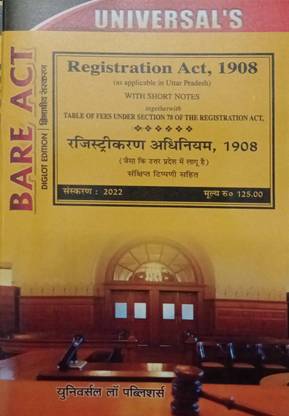 UNIVERSAL'S
BARE ACT
DIGLOT EDITION | द्विभाषीय संस्करण
Registration Act, 1908
(as applicable in Uttar Pradesh)
WITH SHORT NOTES
togetherwith
TABLE OF FEES UNDER SECTION 78 OF THE REGISTRATION ACT.
रजिस्ट्रीकरण अधिनियम, 1908
(जैसा कि उत्तर प्रदेश में लागू है)
संक्षिप्त टिप्पणी सहित
संस्करण : 2022 मूल्य रु० 125.00
युनिवर्सल लॉ पब्लिशर्स